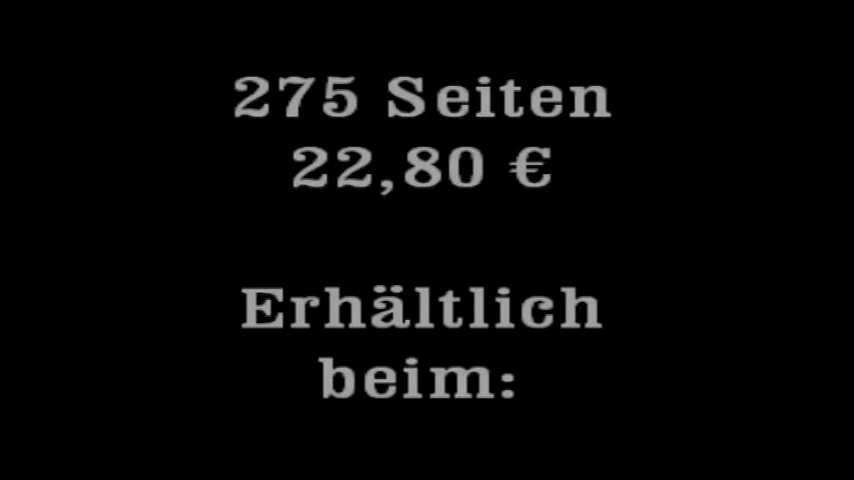 275 Seiten
22,80 €
Erhältlich
beim: